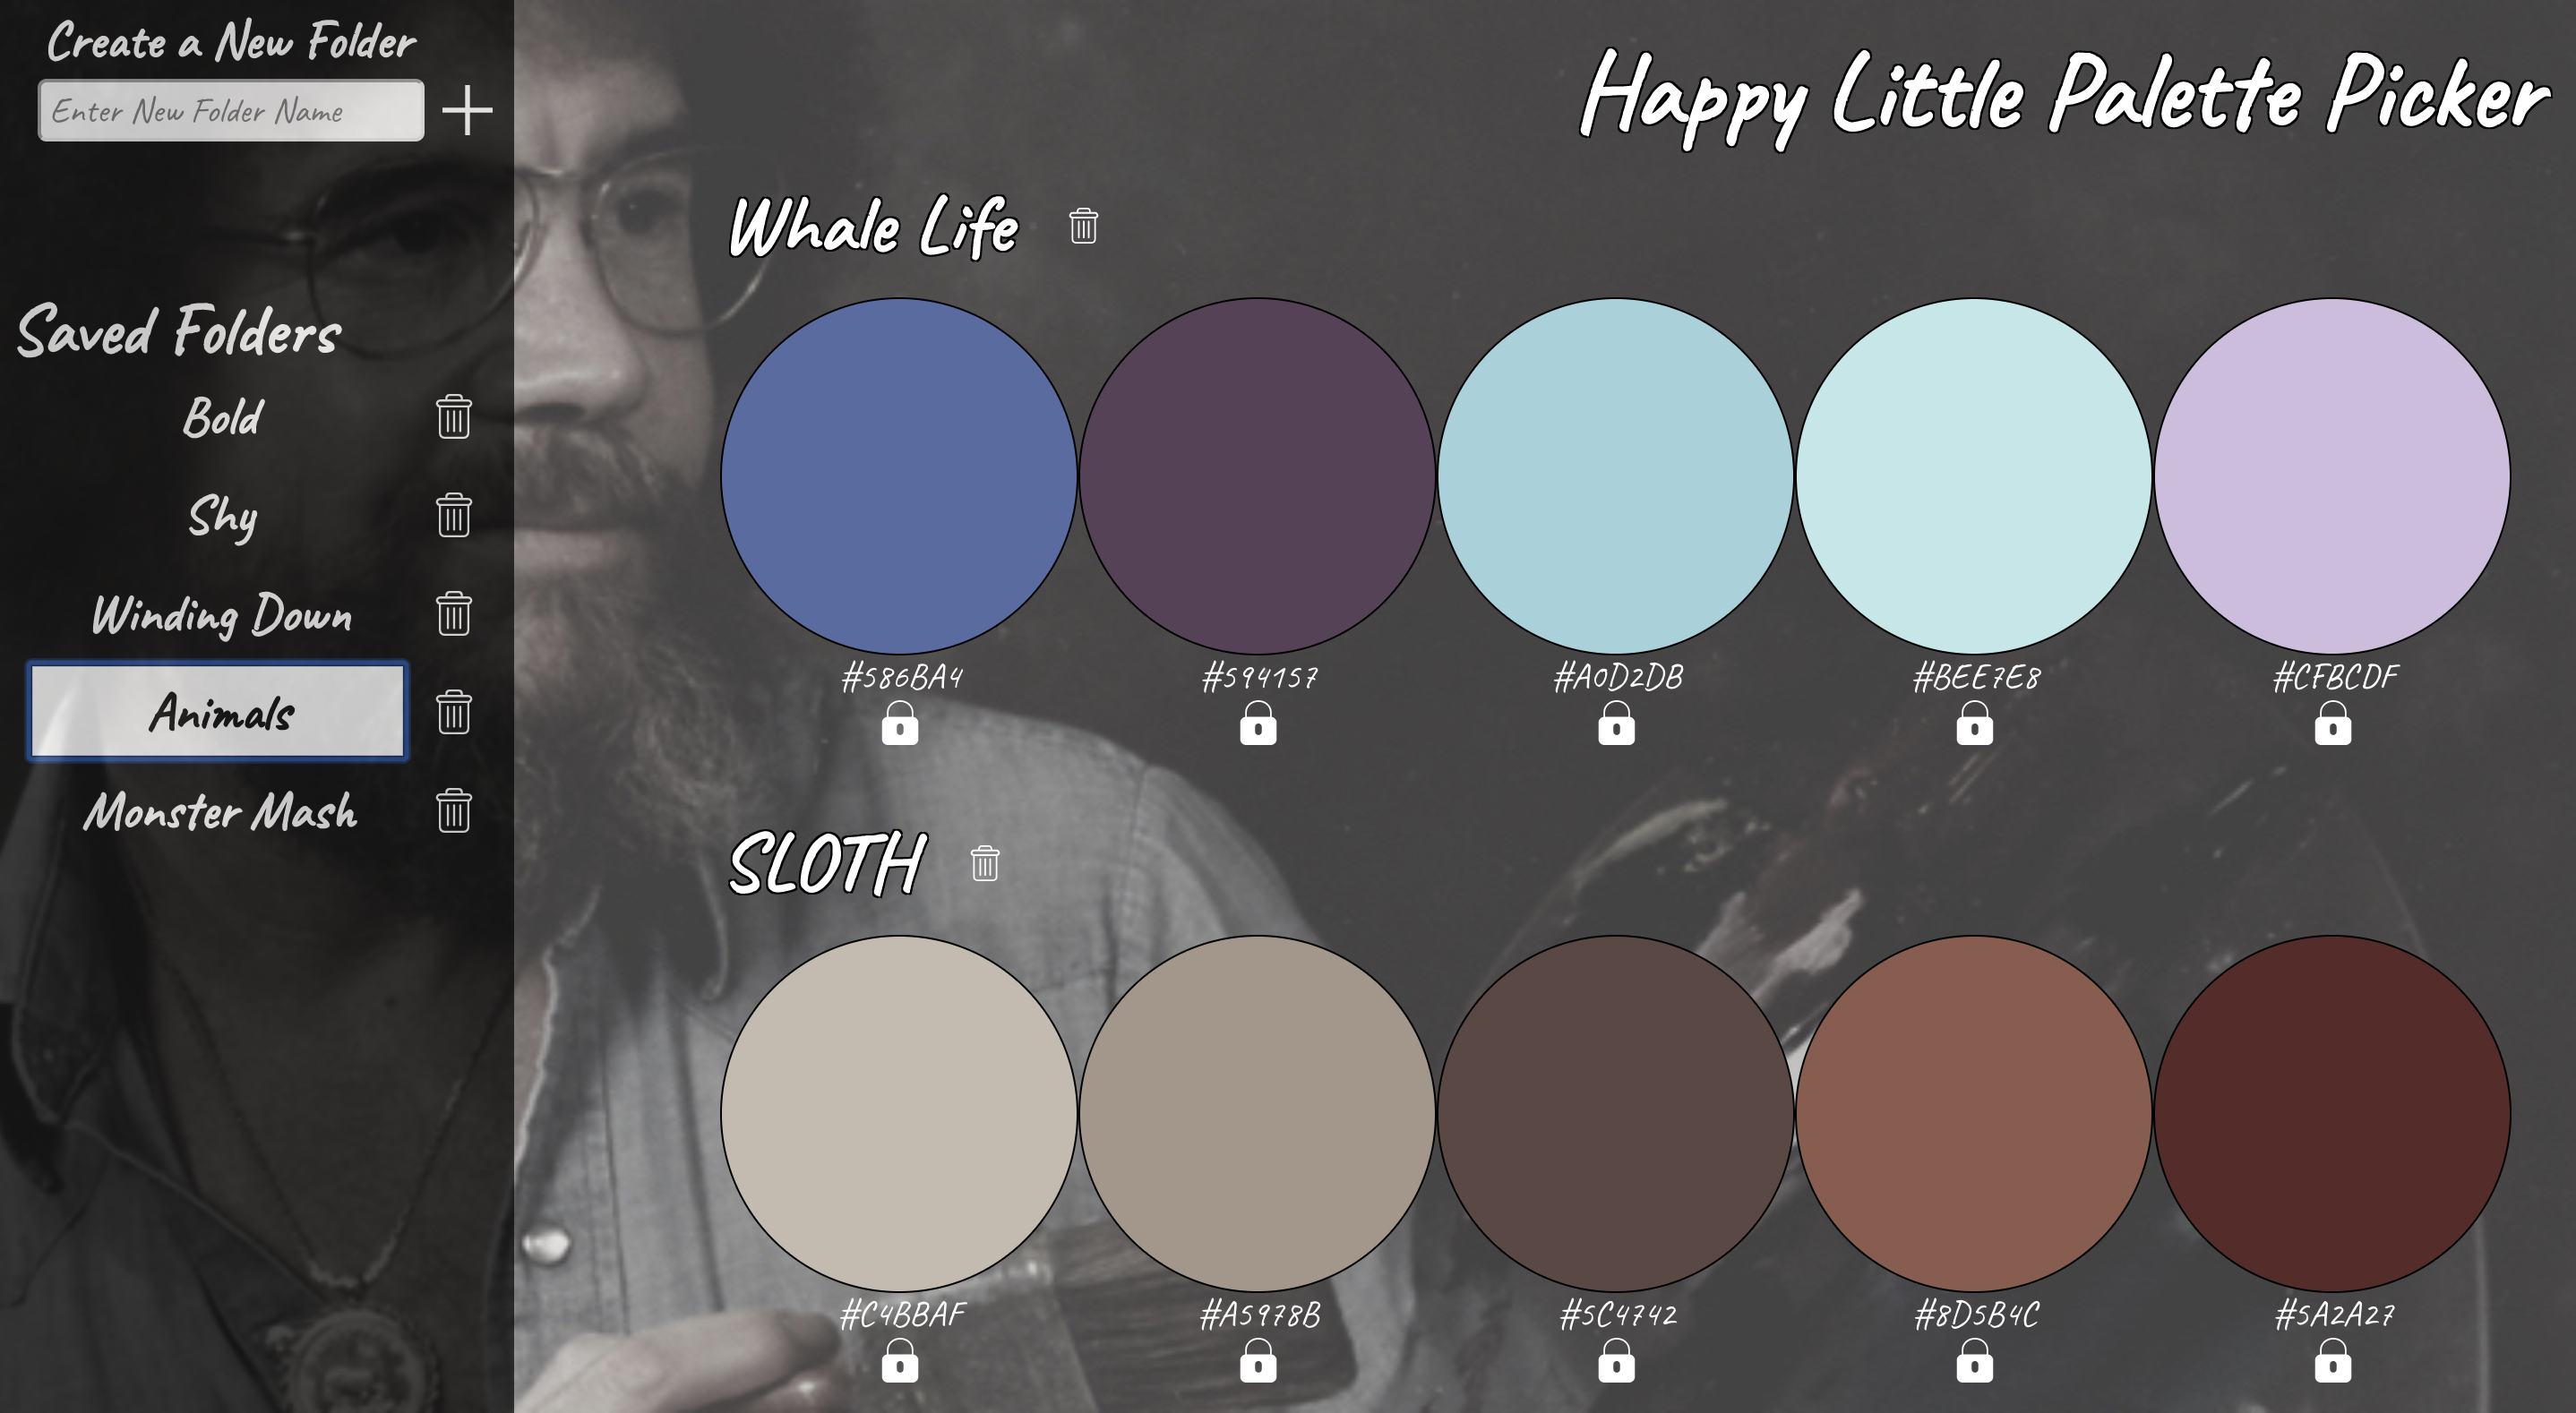 Create a New Folder
Enter New Folder Name
Saved Folders
Bold
Shy
Winding Down
Animals
Monster Mash
Happy Little Palette Picker
Whale Life
#586BA4 #594157 #A0D2DB #BEE7E8 #CFBCDF
SLOTH
#C4BBAF #A5978B #5C4742 #8D5B4C #5A2A27